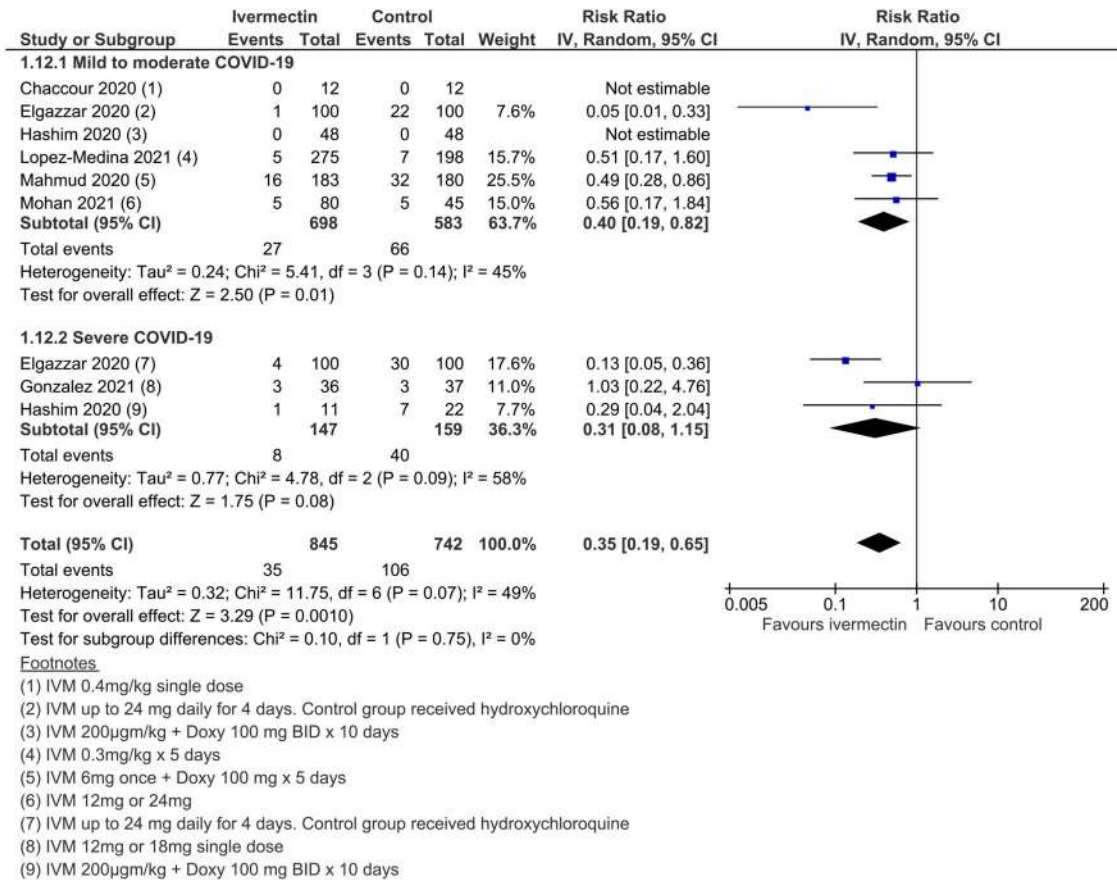 Ivermectin Control Risk Ratio Risk Ratio
Study or Subgroup Events Total Events Total Weight IV, Random, 95% CI IV, Random, 95% CI
1.12.1 Mild to moderate COVID-19
Chaccour 2020 (1) 0 12 0 12 Not estimable
Elgazzar 2020 (2) 1 100 22 100 7.6% 0.05 [0.01, 0.33]
Hashim 2020 (3) 0 48 0 48 Not estimable
Lopez-Medina 2021 (4) 5 275 7 198 15.7% 0.51 [0.17, 1.60]
Mahmud 2020 (5) 16 183 32 180 25.5% 0.49 [0.28, 0.86]
Mohan 2021 (6) 5 80 5 45 15.0% 0.56 [0.17, 1.84]
Subtotal (95% CI) 698 583 63.7% 0.40 [0.19, 0.82]
Total events 27 66
Heterogeneity: Tau² = 0.24; Chi² = 5.41, df = 3 (P = 0.14); I² = 45%
Test for overall effect: Z = 2.50 (P = 0.01)
1.12.2 Severe COVID-19
Elgazzar 2020 (7) 4 100 30 100 17.6% 0.13 [0.05, 0.36]
Gonzalez 2021 (8) 3 36 3 37 11.0% 1.03 [0.22, 4.76]
Hashim 2020 (9) 1 11 7 22 7.7% 0.29 [0.04, 2.04]
Subtotal (95% CI) 147 159 36.3% 0.31 [0.08, 1.15]
Total events 8 40
Heterogeneity: Tau² = 0.77; Chi² = 4.78, df = 2 (P = 0.09); I² = 58%
Test for overall effect: Z = 1.75 (P = 0.08)
Total (95% CI) 845 742 100.0% 0.35 [0.19, 0.65]
Total events 35 106
Heterogeneity: Tau² = 0.32; Chi² = 11.75, df = 6 (P = 0.07); I² = 49%
Test for overall effect: Z = 3.29 (P = 0.0010)
Test for subgroup differences: Chi² = 0.10, df = 1 (P = 0.75), I² = 0%
0.005 0.1 1 10 200
Favours ivermectin Favours control
Footnotes
(1) IVM 0.4mg/kg single dose
(2) IVM up to 24 mg daily for 4 days. Control group received hydroxychloroquine
(3) IVM 200µgm/kg + Doxy 100 mg BID x 10 days
(4) IVM 0.3mg/kg x 5 days
(5) IVM 6mg once + Doxy 100 mg x 5 days
(6) IVM 12mg or 24mg
(7) IVM up to 24 mg daily for 4 days. Control group received hydroxychloroquine
(8) IVM 12mg or 18mg single dose
(9) IVM 200µgm/kg + Doxy 100 mg BID x 10 days